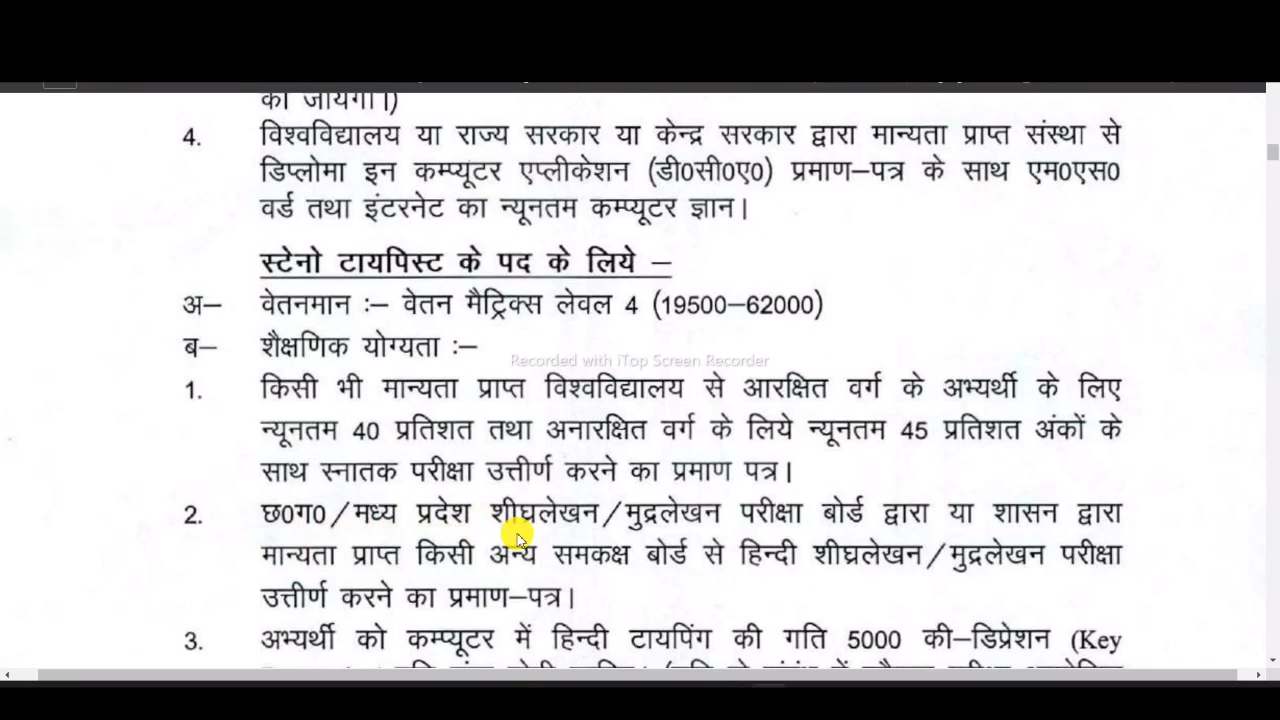 की जायेगी।)
4. विश्वविद्यालय या राज्य सरकार या केन्द्र सरकार द्वारा मान्यता प्राप्त संस्था से
डिप्लोमा इन कम्प्यूटर एप्लीकेशन (डी0सी0ए0) प्रमाण–पत्र के साथ एम0एस0
वर्ड तथा इंटरनेट का न्यूनतम कम्प्यूटर ज्ञान।
स्टेनो टायपिस्ट के पद के लिये –
अ– वेतनमान :– वेतन मैट्रिक्स लेवल 4 (19500–62000)
ब– शैक्षणिक योग्यता :–
Recorded with iTop Screen Recorder
1. किसी भी मान्यता प्राप्त विश्वविद्यालय से आरक्षित वर्ग के अभ्यर्थी के लिए
न्यूनतम 40 प्रतिशत तथा अनारक्षित वर्ग के लिये न्यूनतम 45 प्रतिशत अंकों के
साथ स्नातक परीक्षा उत्तीर्ण करने का प्रमाण पत्र।
2. छ0ग0/मध्य प्रदेश शीघ्रलेखन/मुद्रलेखन परीक्षा बोर्ड द्वारा या शासन द्वारा
मान्यता प्राप्त किसी अन्य समकक्ष बोर्ड से हिन्दी शीघ्रलेखन/मुद्रलेखन परीक्षा
उत्तीर्ण करने का प्रमाण–पत्र।
3. अभ्यर्थी को कम्प्यूटर में हिन्दी टायपिंग की गति 5000 की–डिप्रेशन (Key